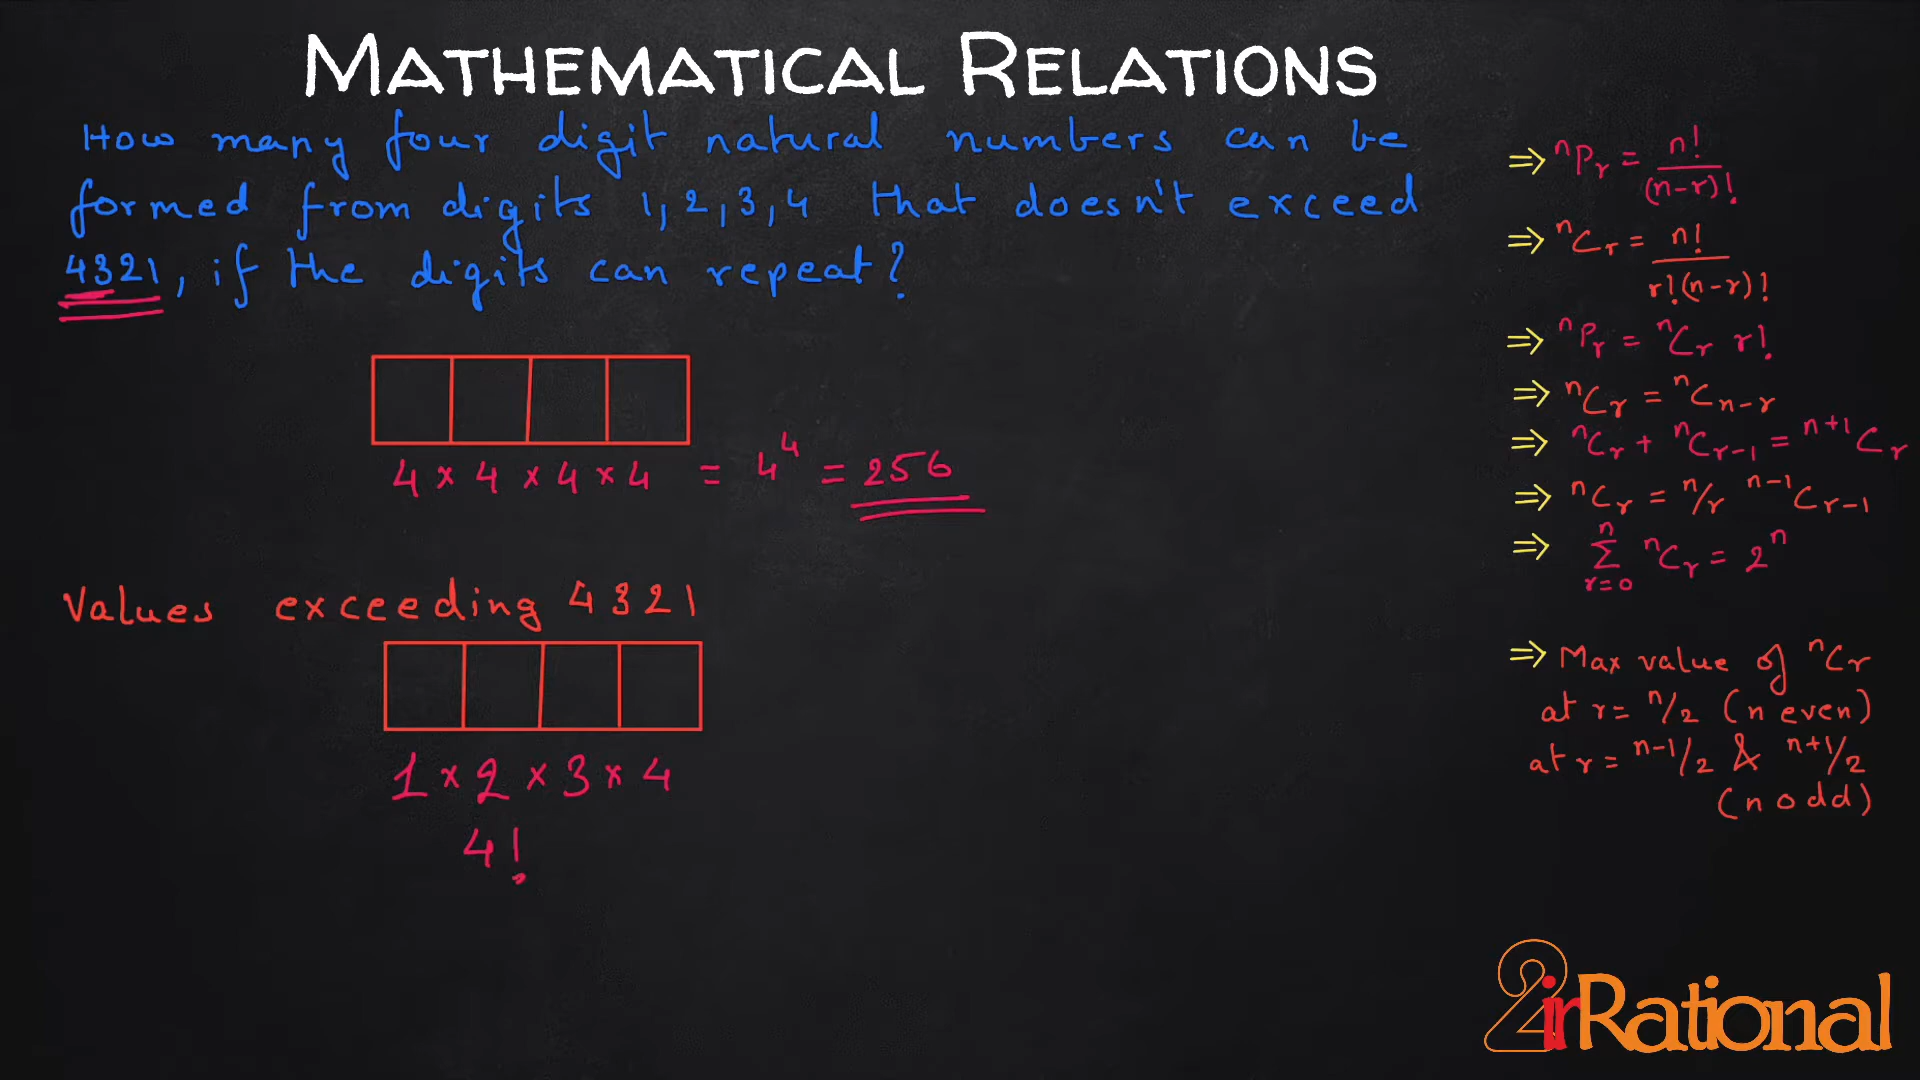 MATHEMATICAL RELATIONS
How many four digit natural numbers can be
formed from digits 1, 2, 3, 4 that doesn't exceed
4321, if the digits can repeat?
4 × 4 × 4 × 4 = 4⁴ = 256
Values exceeding 4321
1 × 2 × 3 × 4
4!
⇒ ⁿPᵣ = n!/(n-r)!
⇒ ⁿCᵣ = n!/r!(n-r)!
⇒ ⁿPᵣ = ⁿCᵣ r!
⇒ ⁿCᵣ = ⁿCₙ₋ᵣ
⇒ ⁿCᵣ + ⁿCᵣ₋₁ = ⁿ⁺¹Cᵣ
⇒ ⁿCᵣ = n/r ⁿ⁻¹Cᵣ₋₁
⇒ n Σ r=0 ⁿCᵣ = 2ⁿ
⇒ Max value of ⁿCr
at r = n/2 (n even)
at r = n-1/2 & n+1/2
(n odd)
2irRational